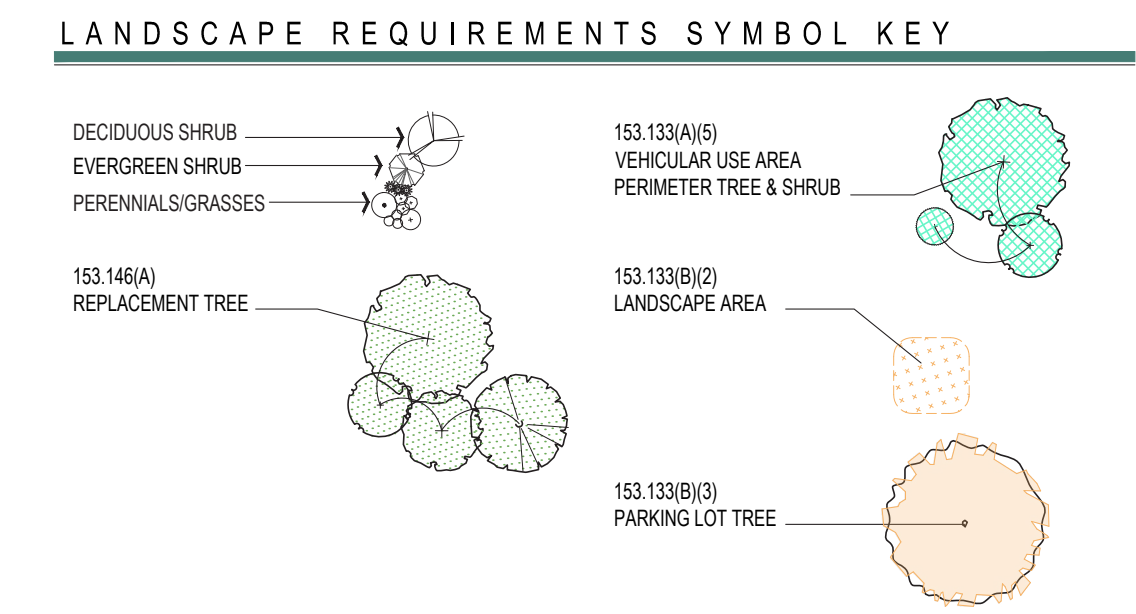 LANDSCAPE REQUIREMENTS SYMBOL KEY
DECIDUOUS SHRUB
EVERGREEN SHRUB
PERENNIALS/GRASSES
153.146(A)
REPLACEMENT TREE
153.133(A)(5)
VEHICULAR USE AREA
PERIMETER TREE & SHRUB
153.133(B)(2)
LANDSCAPE AREA
153.133(B)(3)
PARKING LOT TREE